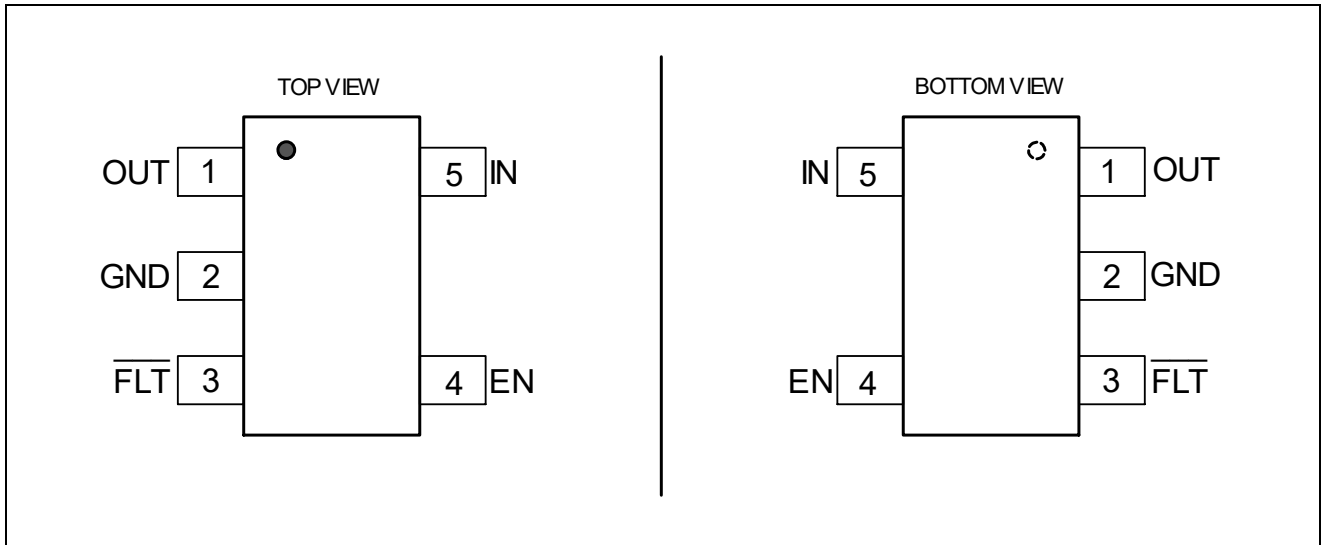 TOP VIEW
OUT 1 5 IN
GND 2
FLT 3 4 EN
BOTTOM VIEW
IN 5 1 OUT
2 GND
EN 4 3 FLT